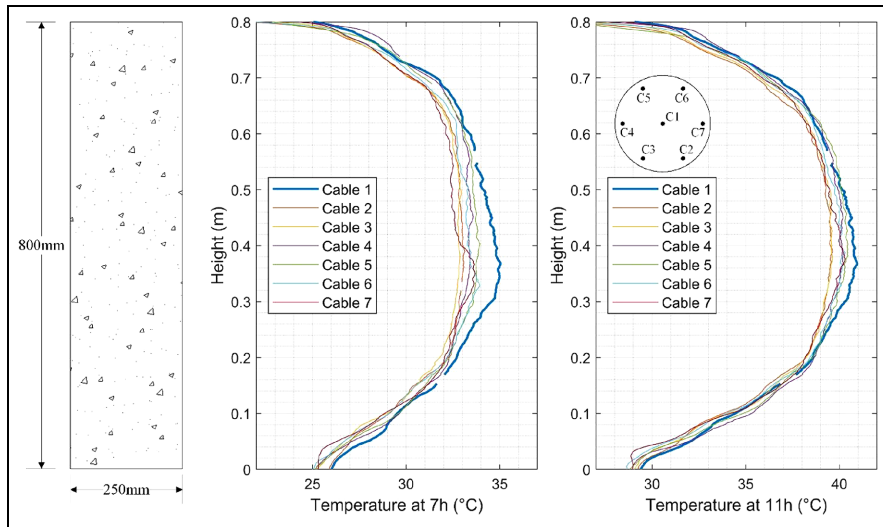 800mm
250mm
0.8
0.7
0.6
0.5
0.4
0.3
0.2
0.1
0
Height (m)
Cable 1
Cable 2
Cable 3
Cable 4
Cable 5
Cable 6
Cable 7
25
30
35
Temperature at 7h (°C)
0.8
0.7
0.6
0.5
0.4
0.3
0.2
0.1
0
Height (m)
C5
C6
C1
C4
C7
C3
C2
Cable 1
Cable 2
Cable 3
Cable 4
Cable 5
Cable 6
Cable 7
30
35
40
Temperature at 11h (°C)